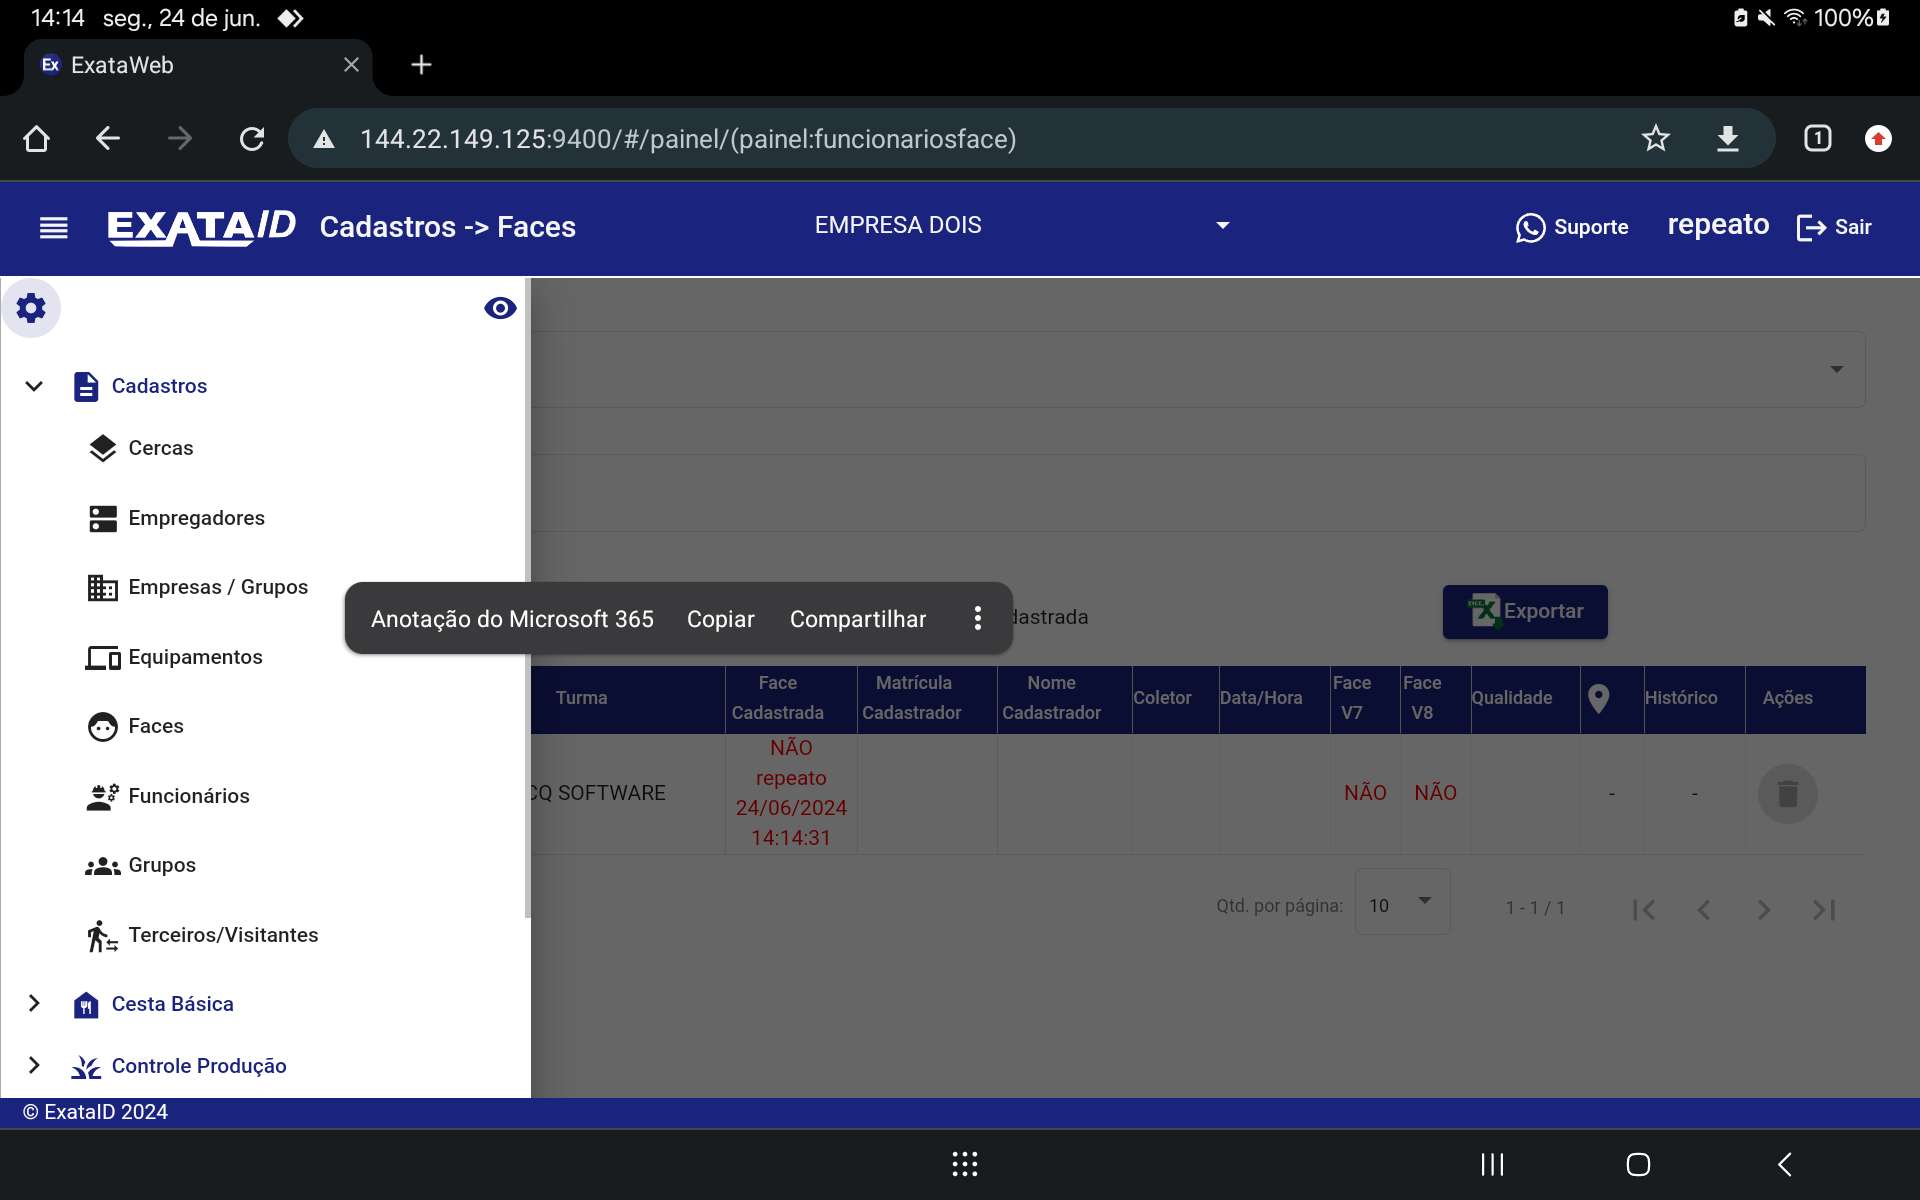 14:14 seg., 24 de jun.
100%
Ex ExataWeb
144.22.149.125:9400/#/painel/(painel:funcionariosface)
1
EXATAID Cadastros -> Faces EMPRESA DOIS Suporte repeato Sair
Cadastros
Cercas
Empregadores
Empresas / Grupos
Equipamentos
Faces
Funcionários
Grupos
Terceiros/Visitantes
Cesta Básica
Controle Produção
Anotação do Microsoft 365 Copiar Compartilhar
dastrada
Exportar
Turma
Face Cadastrada
Matrícula Cadastrador
Nome Cadastrador
Coletor
Data/Hora
Face V7
Face V8
Qualidade
Histórico
Ações
CQ SOFTWARE
NÃO
repeato
24/06/2024
14:14:31
NÃO
NÃO
-
-
Qtd. por página: 10 1 - 1 / 1
© ExataID 2024